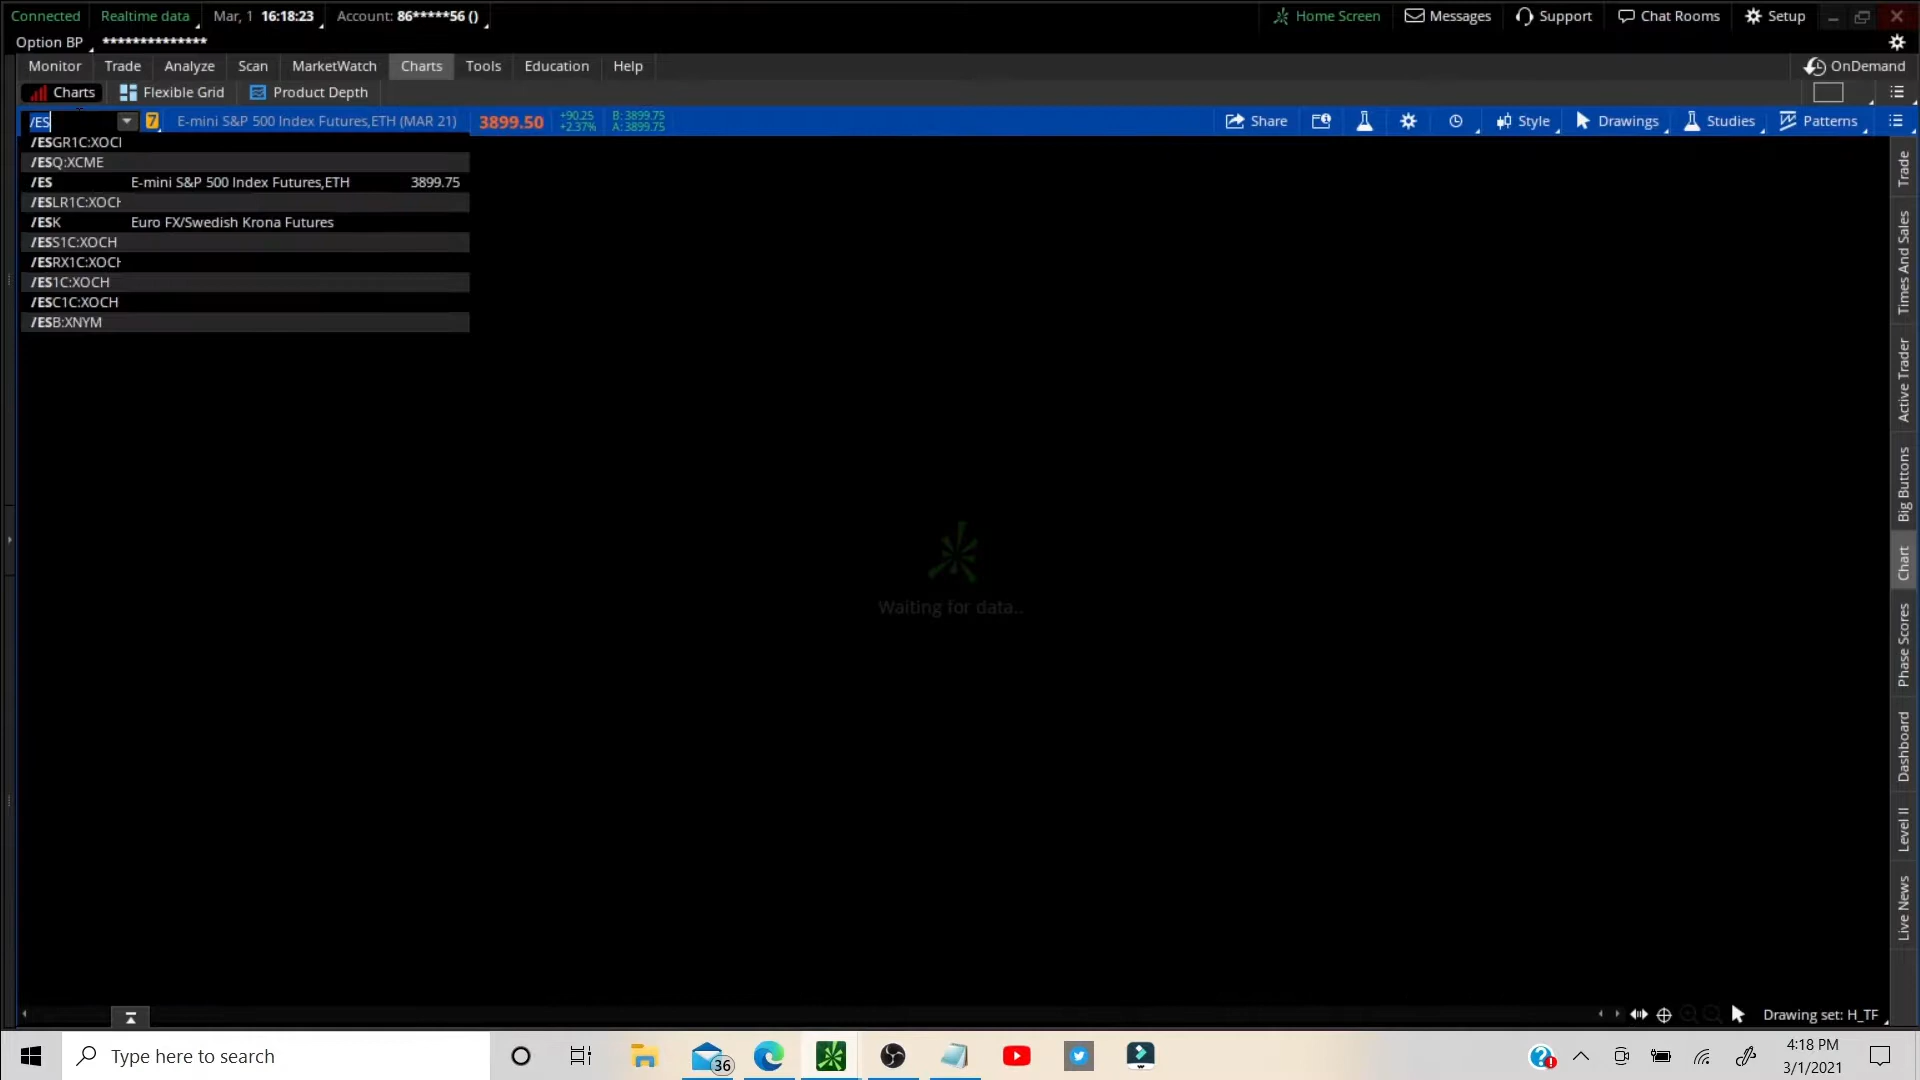 Connected Realtime data Mar, 1 16:18:23 Account: 86*****56 () Home Screen Messages Support Chat Rooms Setup
Option BP **************
Monitor Trade Analyze Scan MarketWatch Charts Tools Education Help OnDemand
Charts Flexible Grid Product Depth
/ES 7 E-mini S&P 500 Index Futures,ETH (MAR 21) 3899.50 +90.25 +2.37% B: 3899.75 A: 3899.75 Share Style Drawings Studies Patterns
/ESGR1C:XOCH
/ESQ:XCME
/ES E-mini S&P 500 Index Futures,ETH 3899.75
/ESLR1C:XOCH
/ESK Euro FX/Swedish Krona Futures
/ESS1C:XOCH
/ESRX1C:XOCH
/ES1C:XOCH
/ESC1C:XOCH
/ESB:XNYM
Waiting for data..
Trade
Times And Sales
Active Trader
Big Buttons
Chart
Phase Scores
Dashboard
Level II
Live News
Drawing set: H_TF
Type here to search 36 4:18 PM
3/1/2021